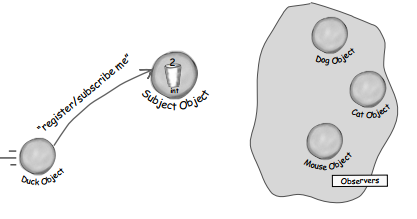 "register/subscribe me"
2
int
Subject Object
Duck Object
Dog Object
Cat Object
Mouse Object
Observers